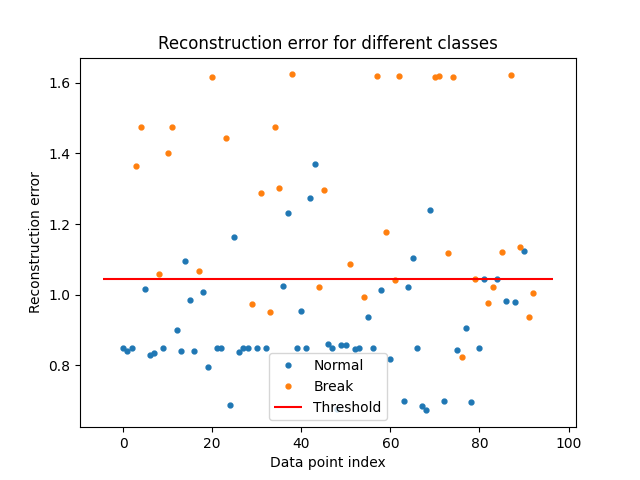 Reconstruction error for different classes
Reconstruction error
1.6
1.4
1.2
1.0
0.8
0
20
40
60
80
100
Data point index
Normal
Break
Threshold